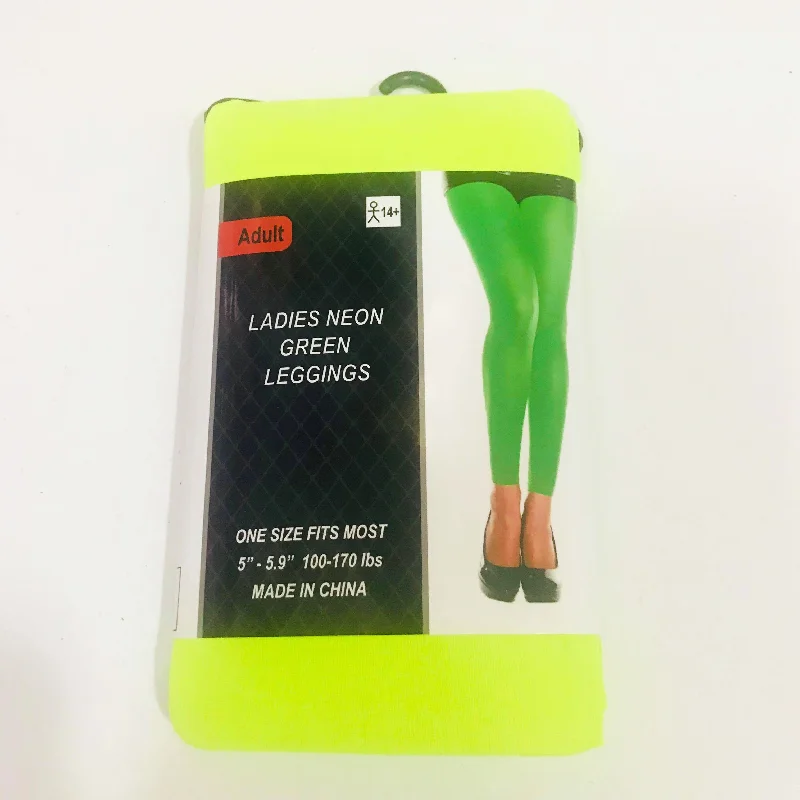 14+
Adult
LADIES NEON
GREEN
LEGGINGS
ONE SIZE FITS MOST
5” - 5.9” 100-170 lbs
MADE IN CHINA